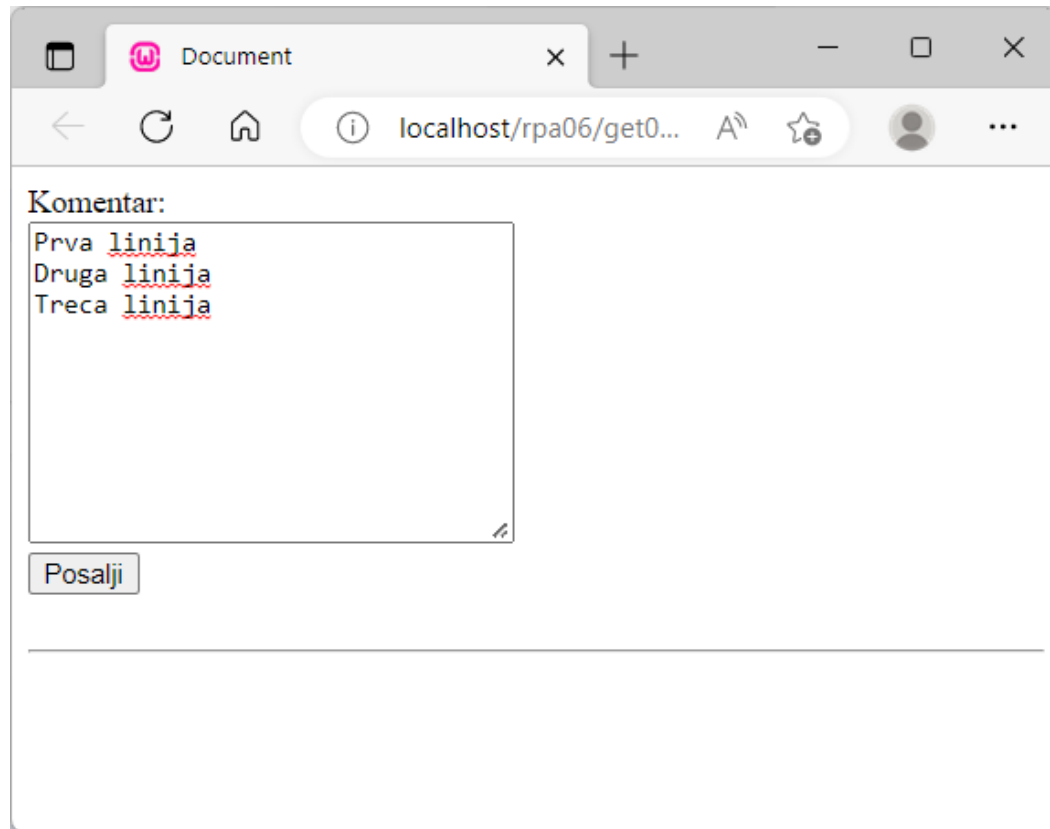 Document
localhost/rpa06/get0...
Komentar:
Prva linija
Druga linija
Treca linija
Posalji